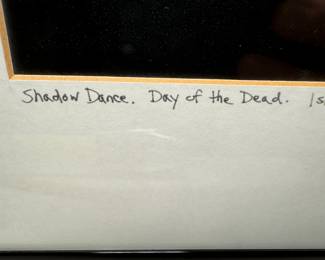 Shadow Dance. Day of the Dead.